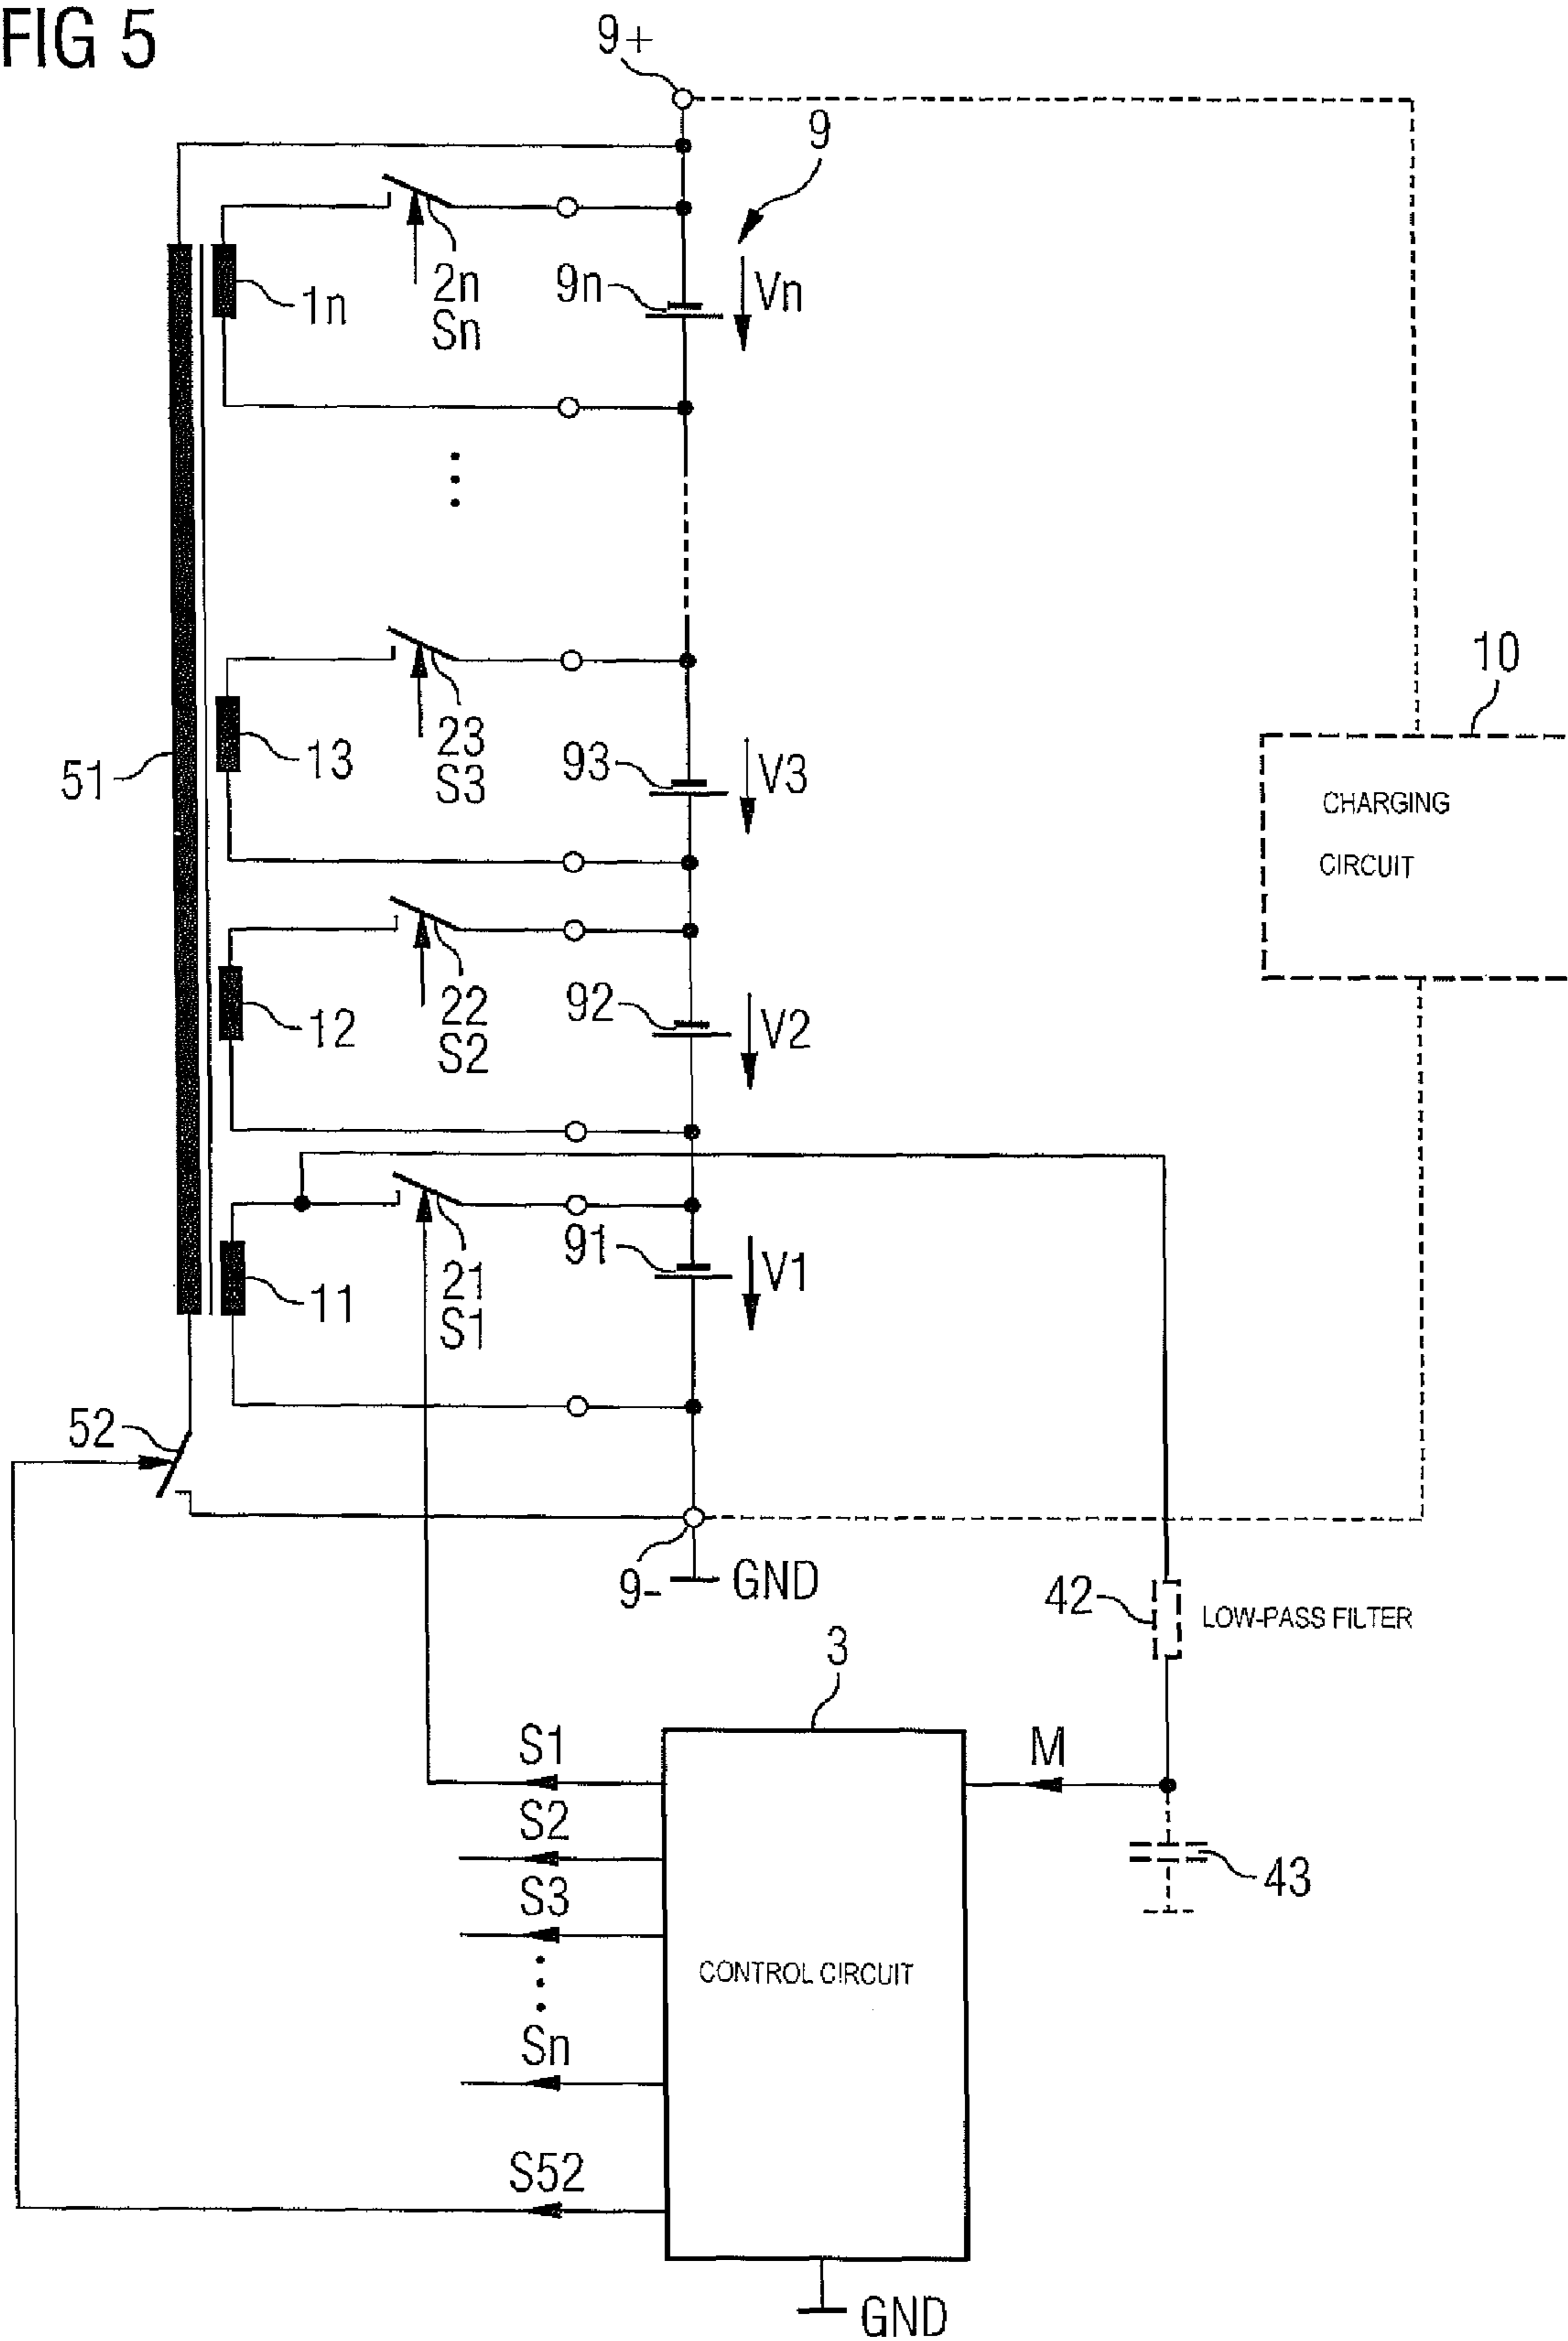 FIG 5
9+
9
1n
2n
Sn
9n
Vn
51
13
23
S3
93
V3
10
CHARGING
CIRCUIT
12
22
S2
92
V2
11
21
S1
91
V1
52
9-
GND
42
LOW-PASS FILTER
3
S1
M
S2
43
S3
CONTROL CIRCUIT
Sn
S52
GND